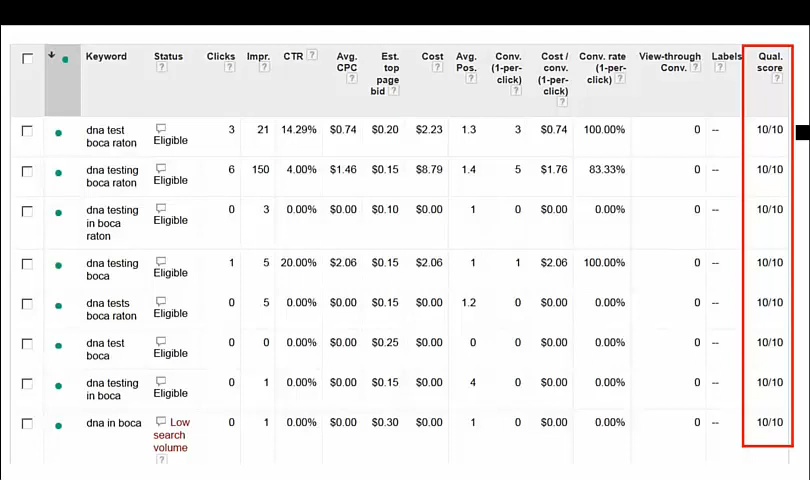 Keyword Status Clicks Impr. CTR ? Avg. CPC Est. top page bid ? Cost Avg. Pos. Conv. (1-per-click) Cost / conv. (1-per-click) Conv. rate (1-per-click) ? View-through Conv. ? Labels Qual. score
? ? ? ? ? ? ? ? ? ?
dna test boca raton Eligible 3 21 14.29% $0.74 $0.20 $2.23 1.3 3 $0.74 100.00% 0 -- 10/10
dna testing boca raton Eligible 6 150 4.00% $1.46 $0.15 $8.79 1.4 5 $1.76 83.33% 0 -- 10/10
dna testing in boca raton Eligible 0 3 0.00% $0.00 $0.10 $0.00 1 0 $0.00 0.00% 0 -- 10/10
dna testing boca Eligible 1 5 20.00% $2.06 $0.15 $2.06 1 1 $2.06 100.00% 0 -- 10/10
dna tests boca raton Eligible 0 5 0.00% $0.00 $0.15 $0.00 1.2 0 $0.00 0.00% 0 -- 10/10
dna test boca Eligible 0 0 0.00% $0.00 $0.25 $0.00 0 0 $0.00 0.00% 0 -- 10/10
dna testing in boca Eligible 0 1 0.00% $0.00 $0.15 $0.00 4 0 $0.00 0.00% 0 -- 10/10
dna in boca Low search volume ? 0 1 0.00% $0.00 $0.30 $0.00 1 0 $0.00 0.00% 0 -- 10/10